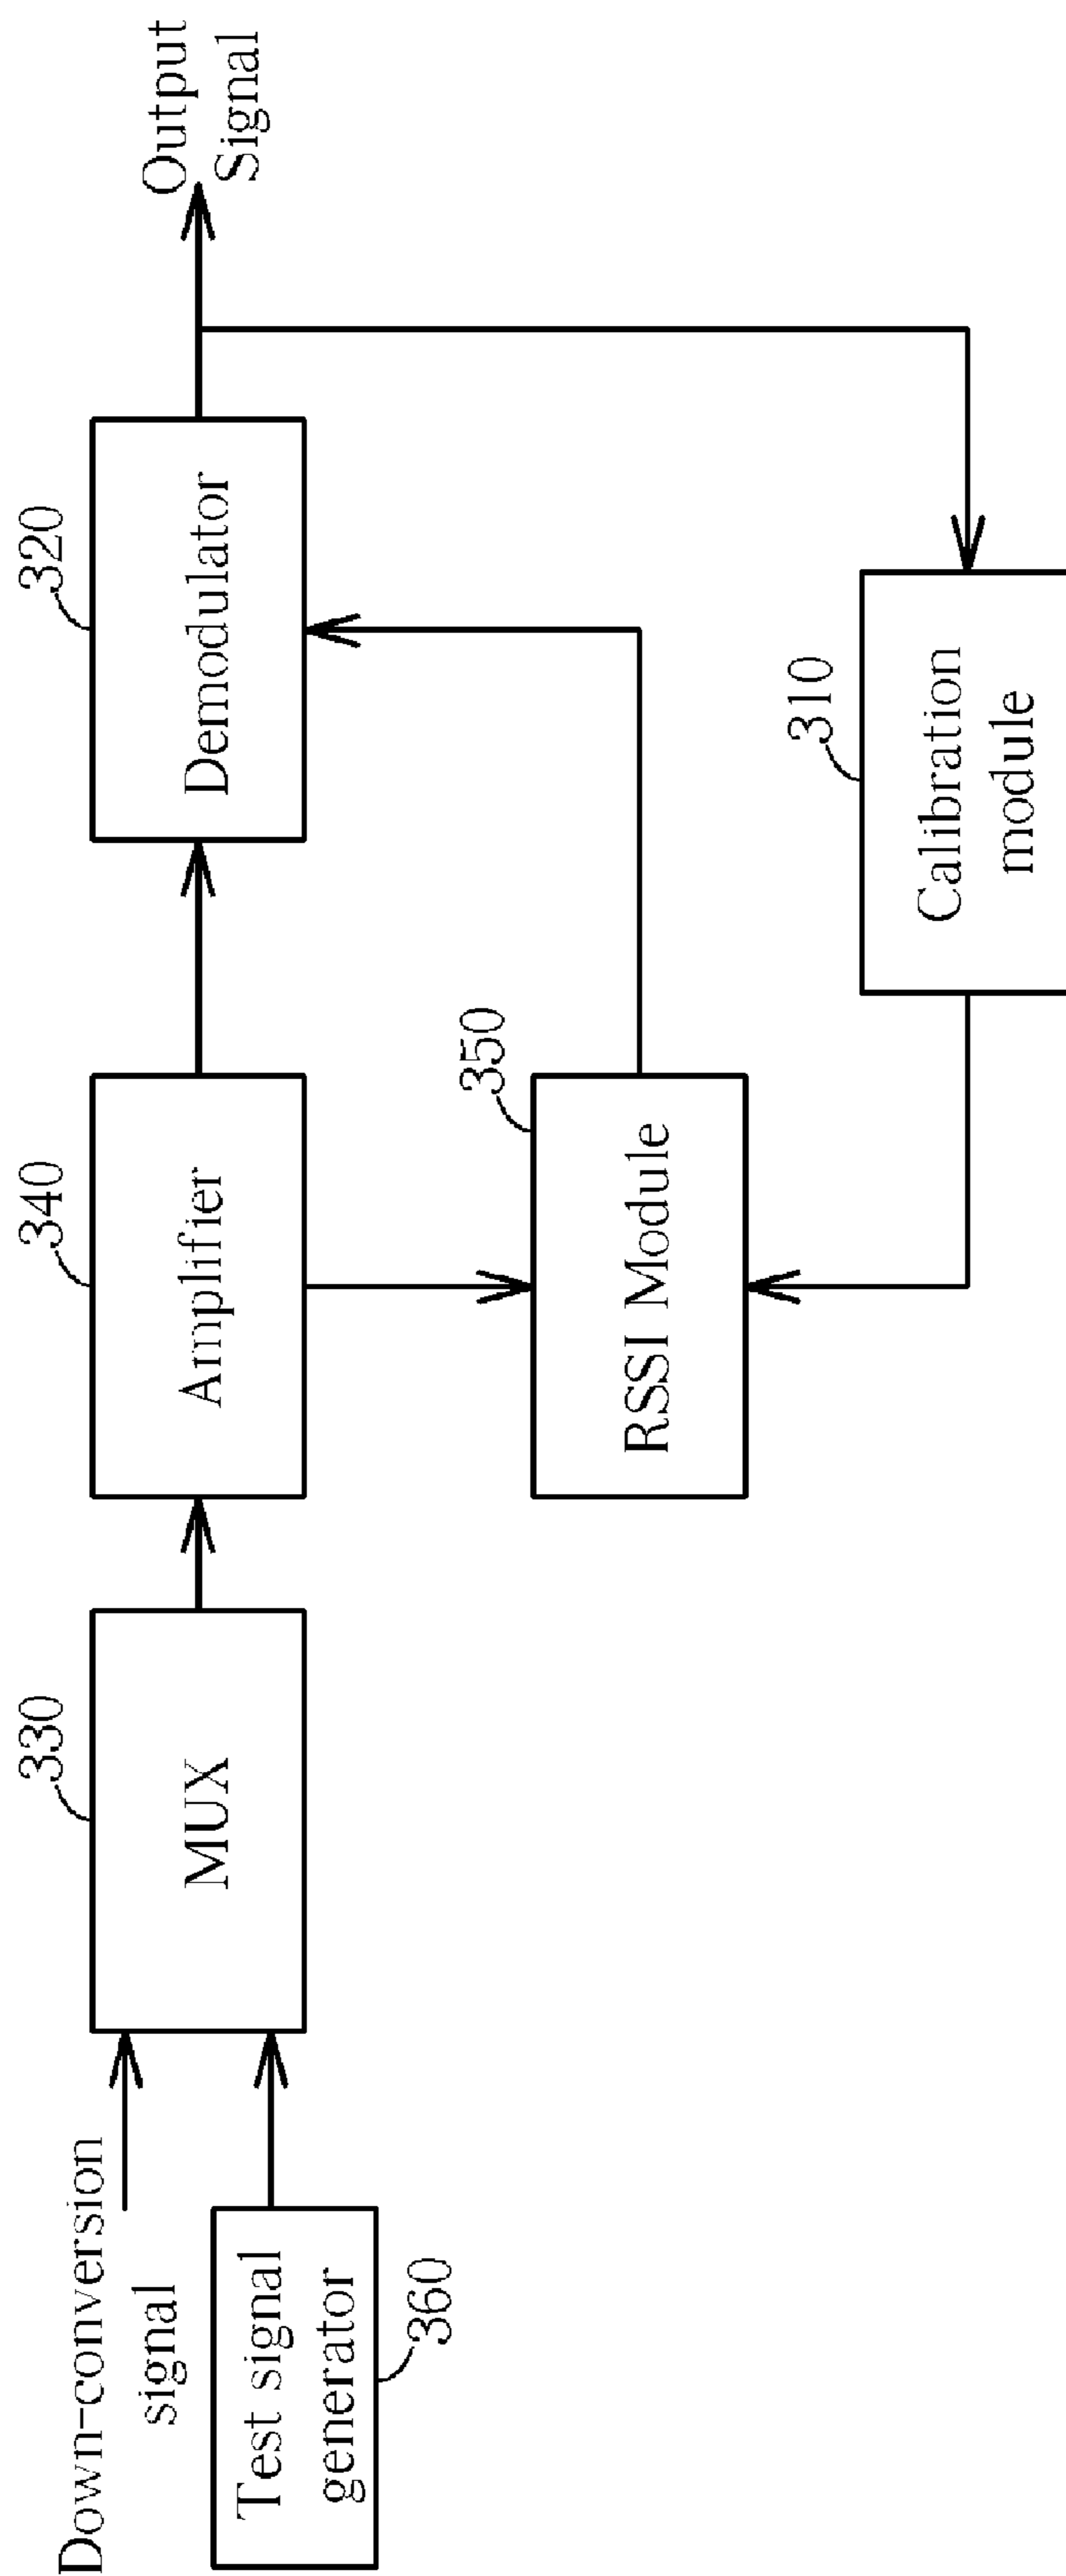 Down-conversion
signal
Test signal
generator
360
330
MUX
340
Amplifier
350
RSSI Module
320
Demodulator
310
Calibration
module
Output
Signal